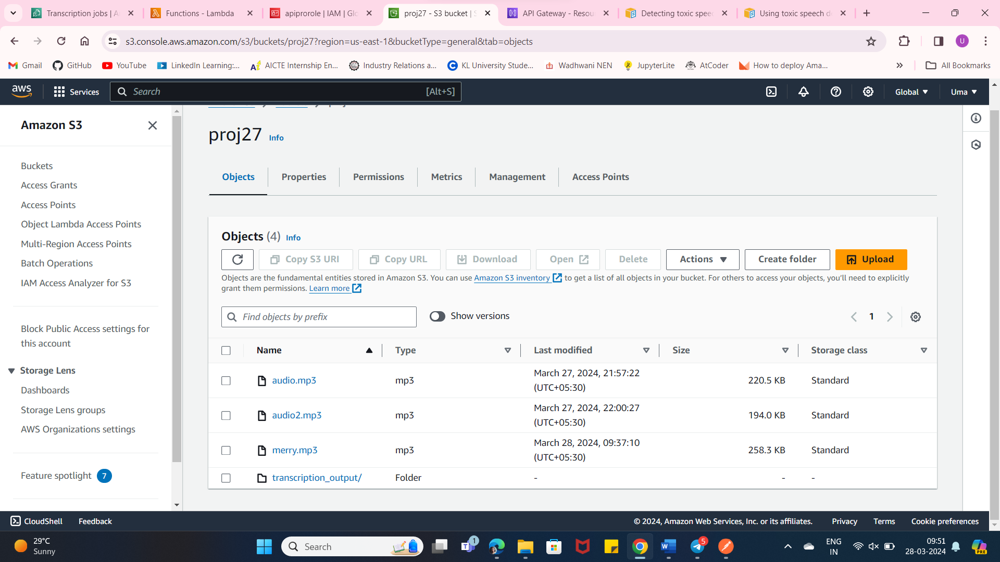 Transcription jobs | A
Functions - Lambda
apiprorole | IAM | Glo
proj27 - S3 bucket | S
API Gateway - Resou
Detecting toxic speec
Using toxic speech d
s3.console.aws.amazon.com/s3/buckets/proj27?region=us-east-1&bucketType=general&tab=objects
U
Gmail
GitHub
YouTube
LinkedIn Learning:...
AICTE Internship En...
Industry Relations a...
KL University Stude...
Wadhwani NEN
JupyterLite
AtCoder
How to deploy Ama...
All Bookmarks
aws
Services
Search
[Alt+S]
Global
Uma
Amazon S3
Buckets
Access Grants
Access Points
Object Lambda Access Points
Multi-Region Access Points
Batch Operations
IAM Access Analyzer for S3
Block Public Access settings for
this account
Storage Lens
Dashboards
Storage Lens groups
AWS Organizations settings
Feature spotlight 7
proj27 Info
Objects
Properties
Permissions
Metrics
Management
Access Points
Objects (4) Info
Copy S3 URI
Copy URL
Download
Open
Delete
Actions
Create folder
Upload
Objects are the fundamental entities stored in Amazon S3. You can use Amazon S3 inventory to get a list of all objects in your bucket. For others to access your objects, you'll need to explicitly
grant them permissions. Learn more
Find objects by prefix
Show versions
1
Name Type Last modified Size Storage class
audio.mp3 mp3 March 27, 2024, 21:57:22 (UTC+05:30) 220.5 KB Standard
audio2.mp3 mp3 March 27, 2024, 22:00:27 (UTC+05:30) 194.0 KB Standard
merry.mp3 mp3 March 28, 2024, 09:37:10 (UTC+05:30) 258.3 KB Standard
transcription_output/ Folder - - -
CloudShell
Feedback
© 2024, Amazon Web Services, Inc. or its affiliates.
Privacy
Terms
Cookie preferences
29°C
Sunny
Search
1
5
ENG
IN
09:51
28-03-2024
PRE